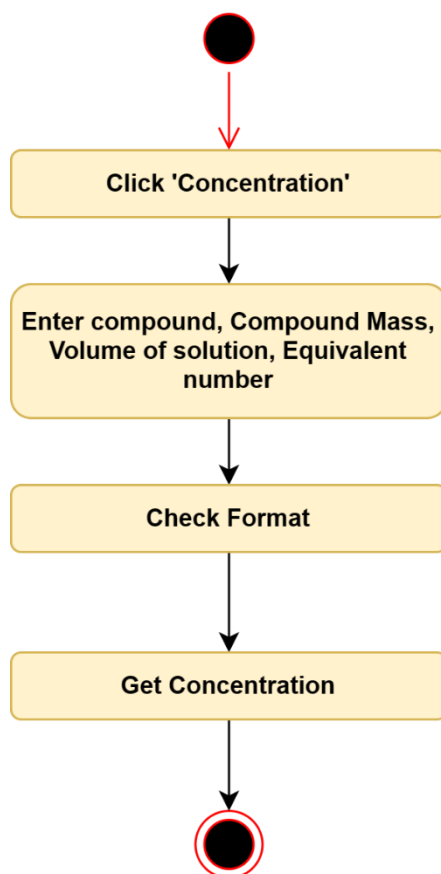 Click 'Concentration'
Enter compound, Compound Mass,
Volume of solution, Equivalent
number
Check Format
Get Concentration